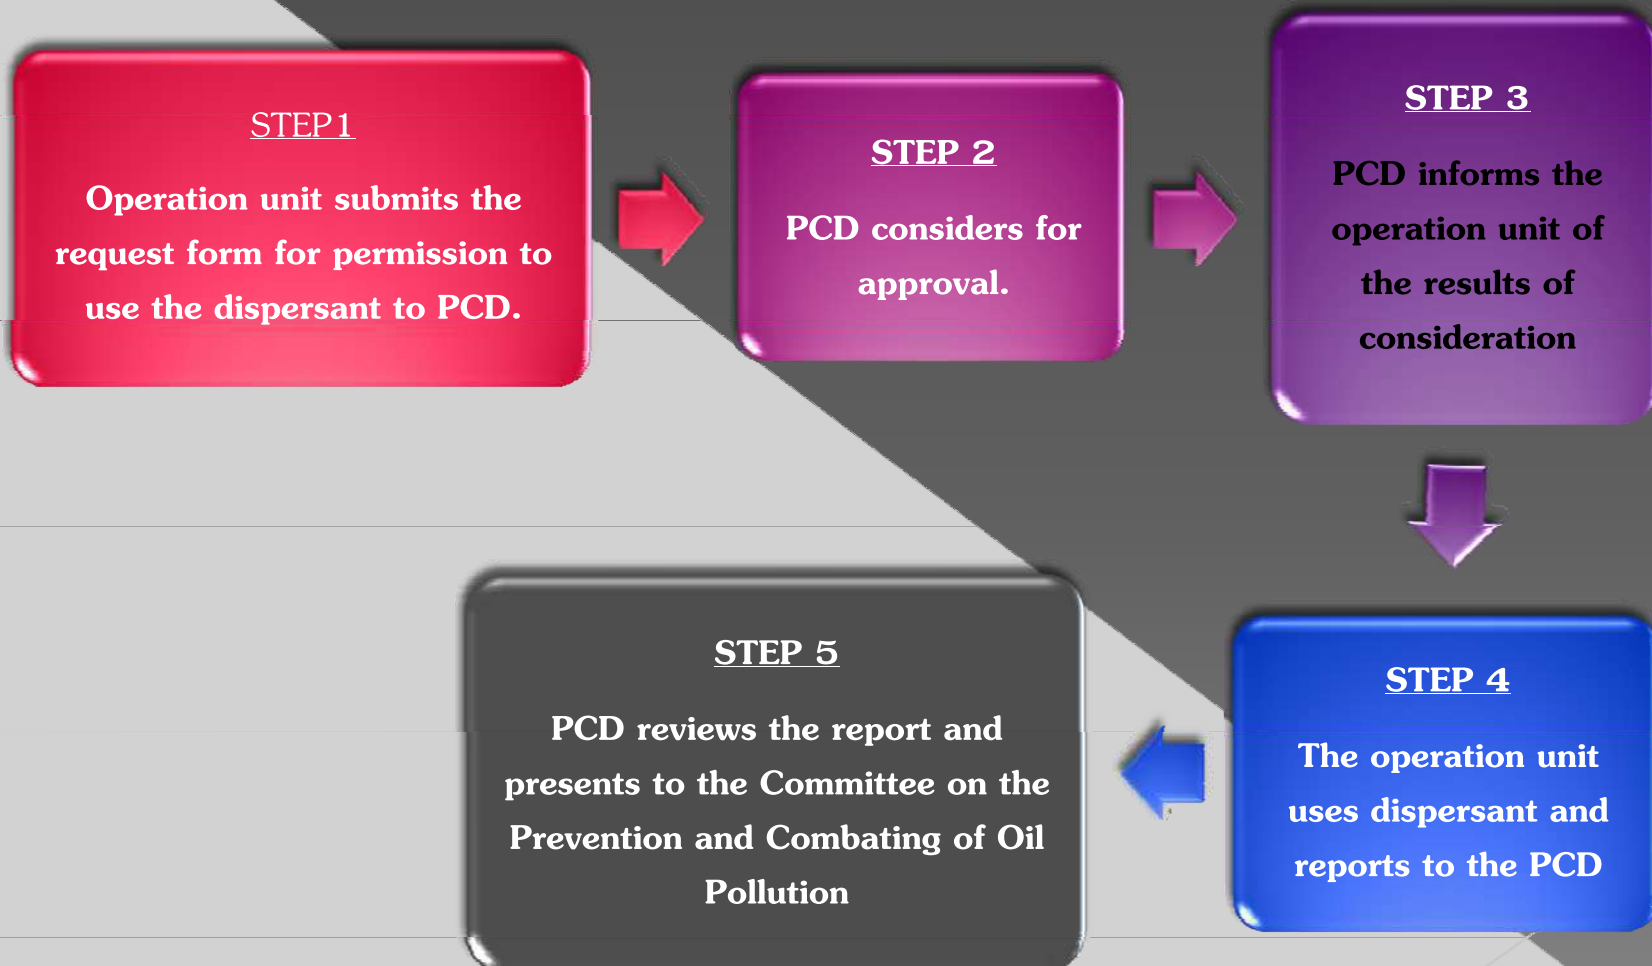 STEP1
Operation unit submits the
request form for permission to
use the dispersant to PCD.
STEP 2
PCD considers for
approval.
STEP 3
PCD informs the
operation unit of
the results of
consideration
STEP 4
The operation unit
uses dispersant and
reports to the PCD
STEP 5
PCD reviews the report and
presents to the Committee on the
Prevention and Combating of Oil
Pollution